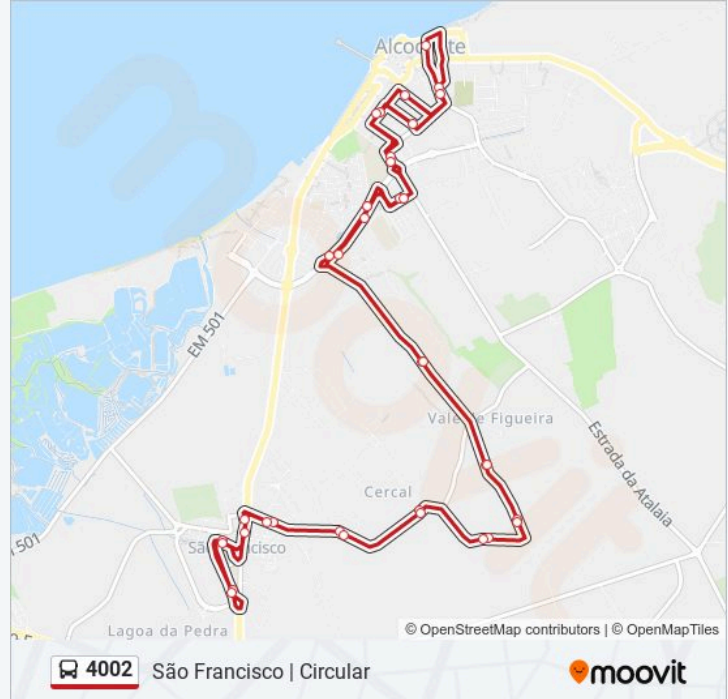 Alcochete
EM 501
Vale de Figueira
Estrada da Atalaia
Cercal
501
São Francisco
Lagoa da Pedra
© OpenStreetMap contributors | © OpenMapTiles
4002
São Francisco | Circular
moovit
moovit